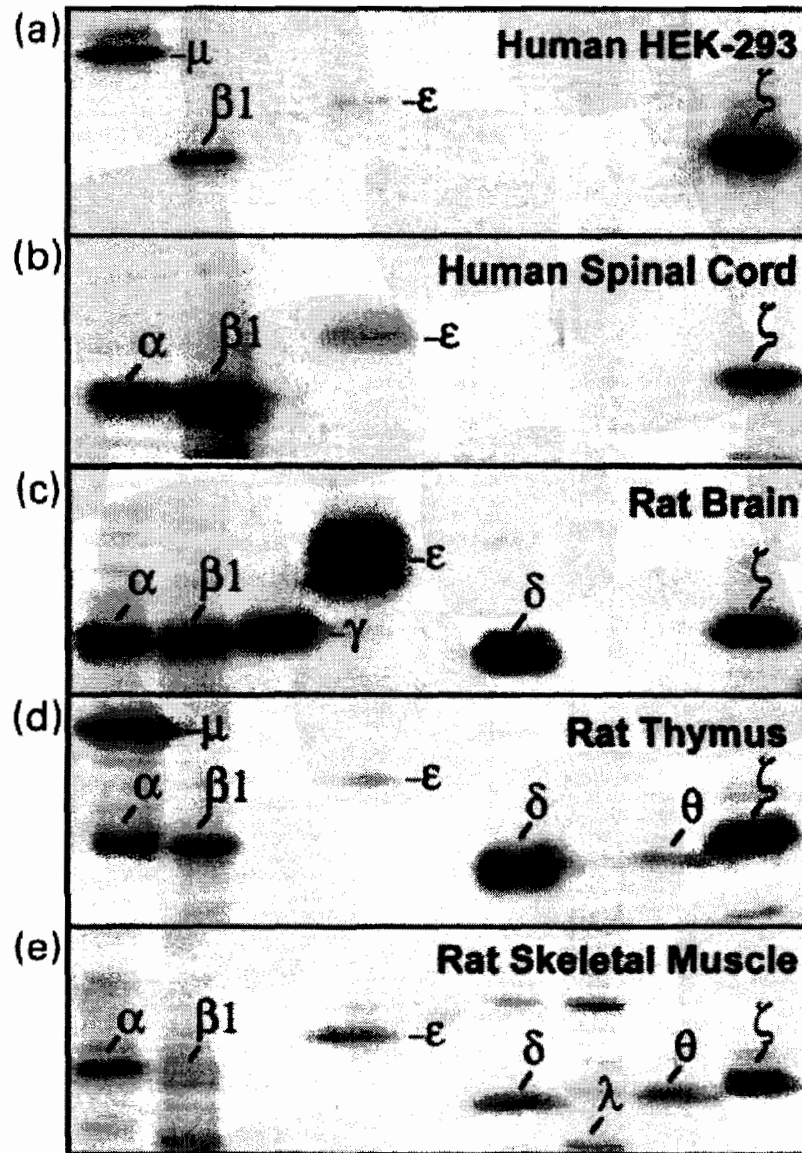 (a) Human HEK-293
μ
β1
ε
ζ
(b) Human Spinal Cord
α
β1
ε
ζ
(c) Rat Brain
α
β1
γ
ε
δ
ζ
(d) Rat Thymus
μ
α
β1
ε
δ
θ
ζ
(e) Rat Skeletal Muscle
α
β1
ε
δ
λ
θ
ζ